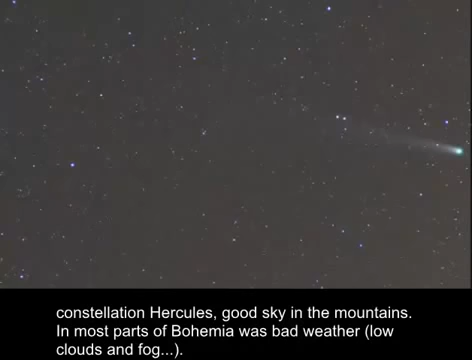 constellation Hercules, good sky in the mountains.
In most parts of Bohemia was bad weather (low
clouds and fog...).